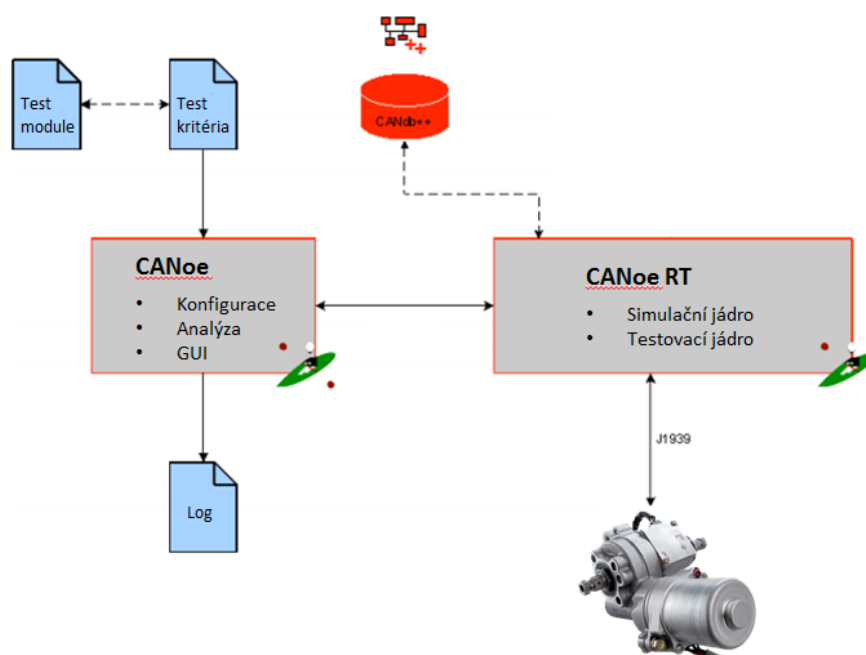 Test
module
Test
kritéria
CANdb++
CANoe
• Konfigurace
• Analýza
• GUI
CANoe RT
• Simulační jádro
• Testovací jádro
J1939
Log